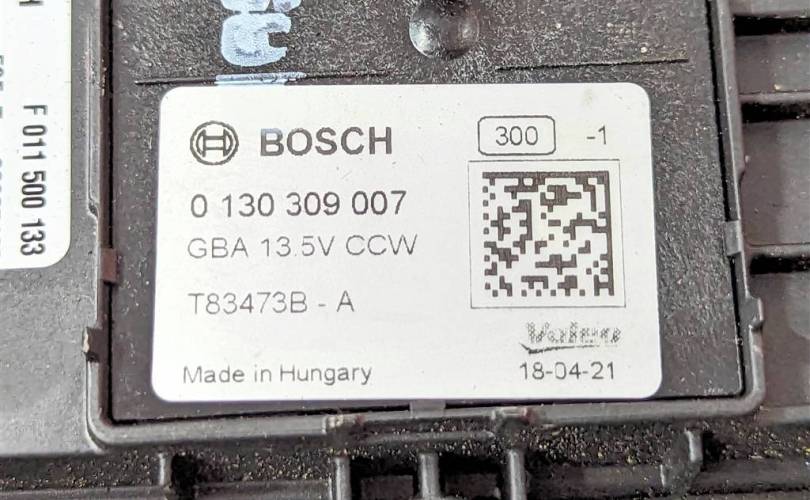 BOSCH
300 -1
0 130 309 007
GBA 13.5V CCW
T83473B - A
Valeo
Made in Hungary
18-04-21
F 011 500 133